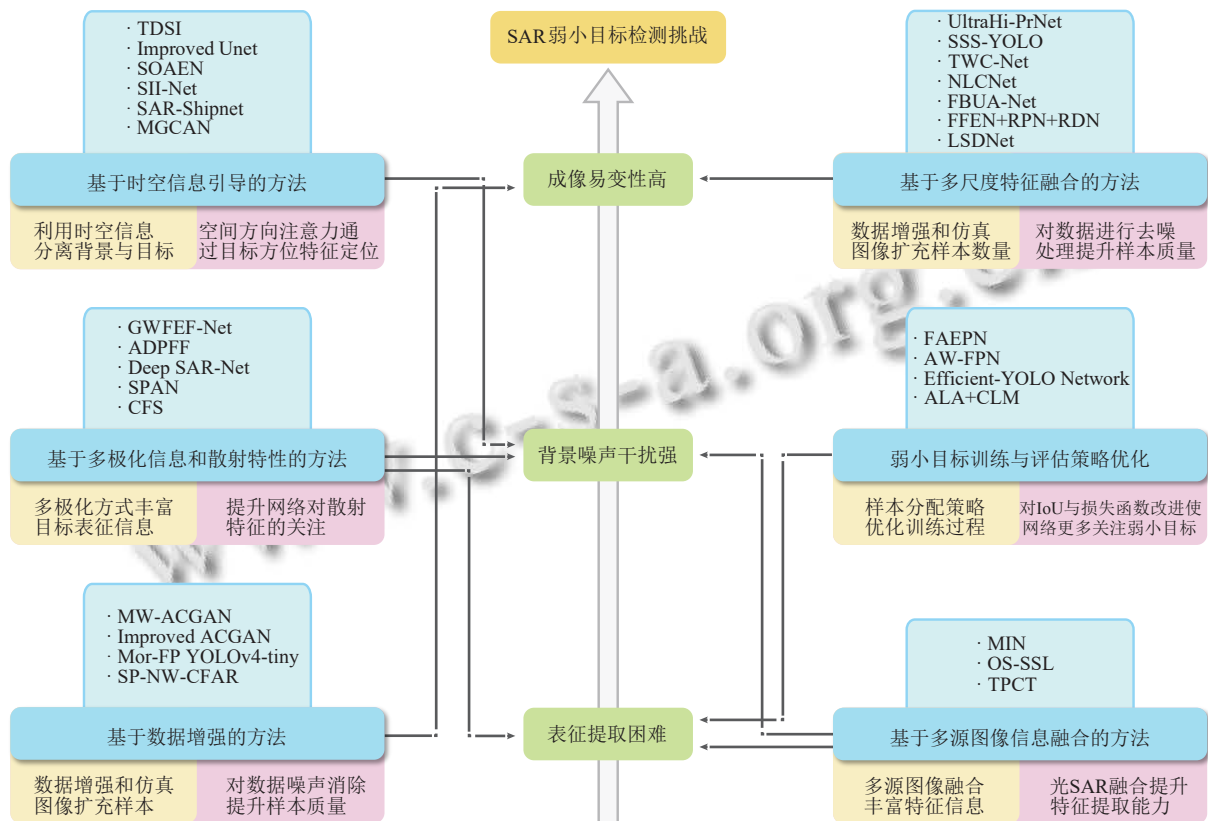 · TDSI
· Improved Unet
· SOAEN
· SII-Net
· SAR-Shipnet
· MGCAN
基于时空信息引导的方法
利用时空信息
分离背景与目标
空间方向注意力通
过目标方位特征定位
· GWFEF-Net
· ADPFF
· Deep SAR-Net
· SPAN
· CFS
基于多极化信息和散射特性的方法
多极化方式丰富
目标表征信息
提升网络对散射
特征的关注
· MW-ACGAN
· Improved ACGAN
· Mor-FP YOLOv4-tiny
· SP-NW-CFAR
基于数据增强的方法
数据增强和仿真
图像扩充样本
对数据噪声消除
提升样本质量
SAR弱小目标检测挑战
成像易变性高
背景噪声干扰强
表征提取困难
· UltraHi-PrNet
· SSS-YOLO
· TWC-Net
· NLCNet
· FBUA-Net
· FFEN+RPN+RDN
· LSDNet
基于多尺度特征融合的方法
数据增强和仿真
图像扩充样本数量
对数据进行去噪
处理提升样本质量
· FAEPN
· AW-FPN
· Efficient-YOLO Network
· ALA+CLM
弱小目标训练与评估策略优化
样本分配策略
优化训练过程
对IoU与损失函数改进使
网络更多关注弱小目标
· MIN
· OS-SSL
· TPCT
基于多源图像信息融合的方法
多源图像融合
丰富特征信息
光SAR融合提升
特征提取能力